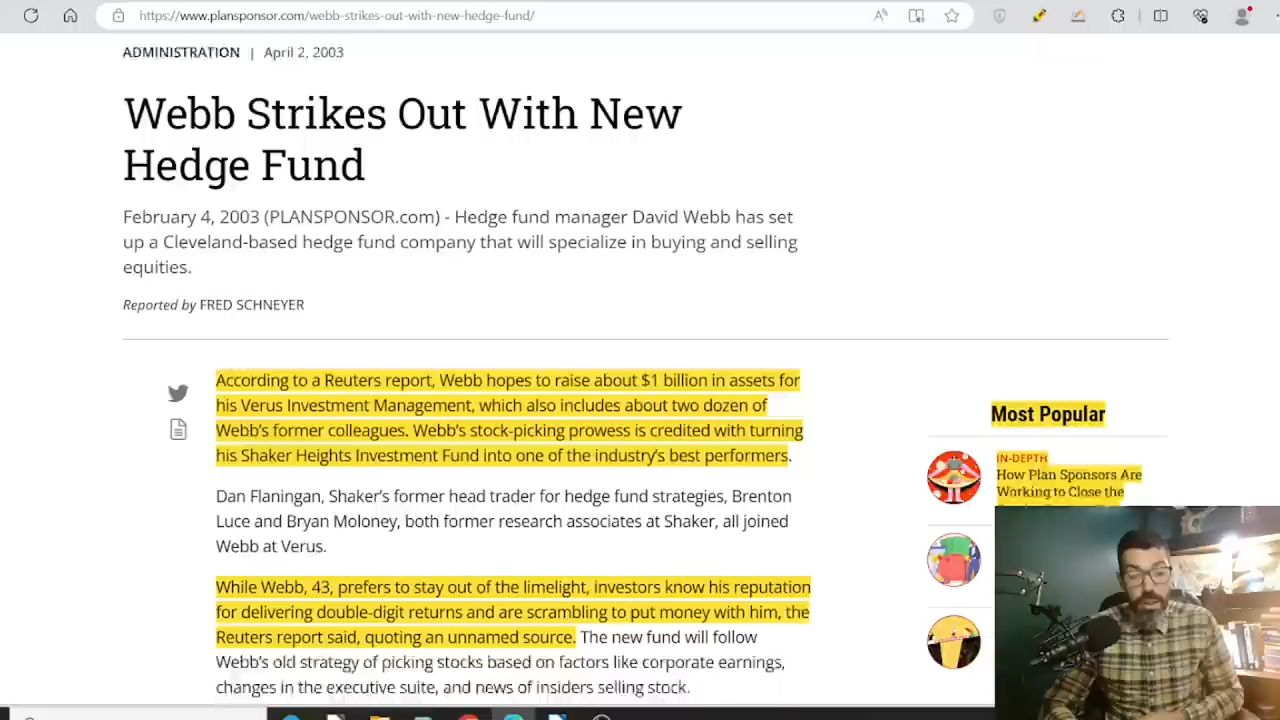 https://www.plansponsor.com/webb-strikes-out-with-new-hedge-fund/
ADMINISTRATION | April 2, 2003
Webb Strikes Out With New
Hedge Fund
February 4, 2003 (PLANSPONSOR.com) - Hedge fund manager David Webb has set
up a Cleveland-based hedge fund company that will specialize in buying and selling
equities.
Reported by FRED SCHNEYER
According to a Reuters report, Webb hopes to raise about $1 billion in assets for
his Verus Investment Management, which also includes about two dozen of
Webb's former colleagues. Webb's stock-picking prowess is credited with turning
his Shaker Heights Investment Fund into one of the industry's best performers.
Dan Flaningan, Shaker's former head trader for hedge fund strategies, Brenton
Luce and Bryan Moloney, both former research associates at Shaker, all joined
Webb at Verus.
While Webb, 43, prefers to stay out of the limelight, investors know his reputation
for delivering double-digit returns and are scrambling to put money with him, the
Reuters report said, quoting an unnamed source. The new fund will follow
Webb's old strategy of picking stocks based on factors like corporate earnings,
changes in the executive suite, and news of insiders selling stock.
Most Popular
IN-DEPTH
How Plan Sponsors Are
Working to Close the